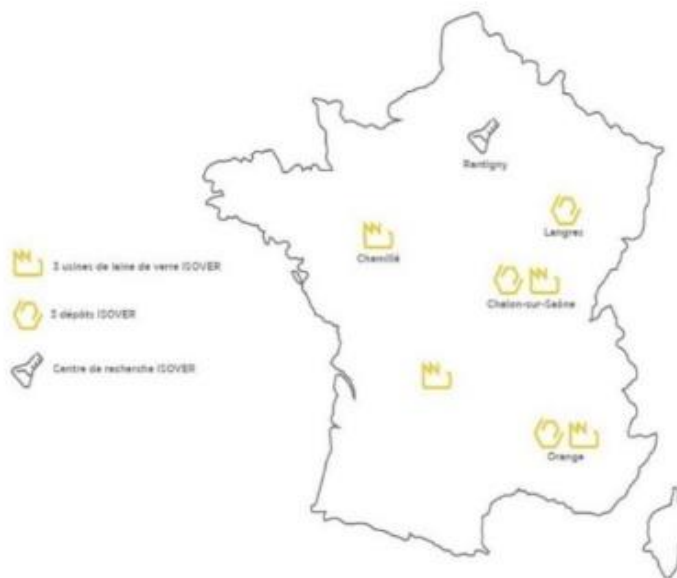 Rantigny
Langres
Chemillé
Chalon-sur-Saône
Orange
3 usines de laine de verre ISOVER
3 dépôts ISOVER
Centre de recherche ISOVER